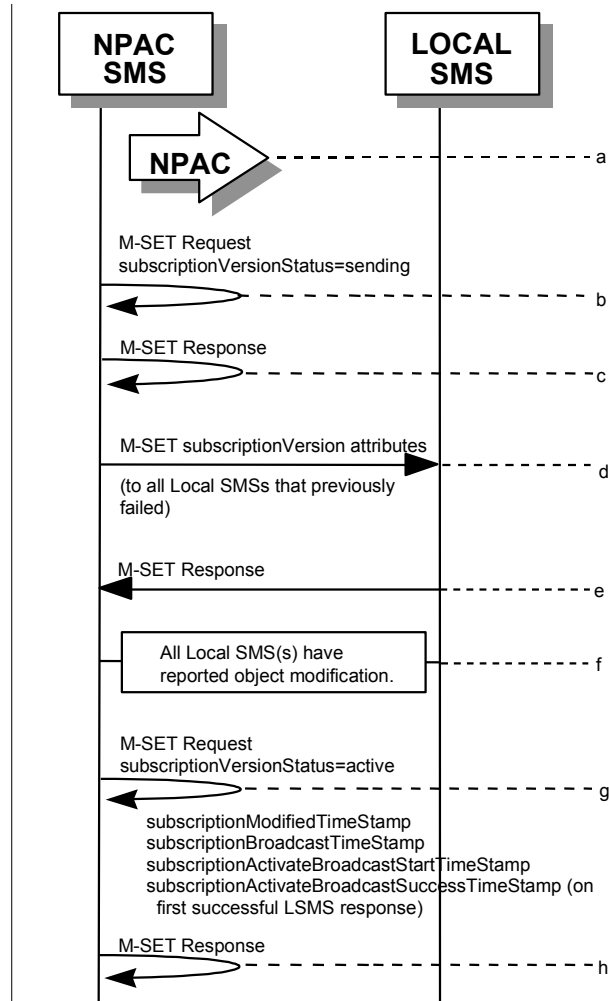 NPAC
SMS
LOCAL
SMS
NPAC
a
M-SET Request
subscriptionVersionStatus=sending
b
M-SET Response
c
M-SET subscriptionVersion attributes
d
(to all Local SMSs that previously
failed)
M-SET Response
e
All Local SMS(s) have
reported object modification.
f
M-SET Request
subscriptionVersionStatus=active
g
subscriptionModifiedTimeStamp
subscriptionBroadcastTimeStamp
subscriptionActivateBroadcastStartTimeStamp
subscriptionActivateBroadcastSuccessTimeStamp (on
first successful LSMS response)
M-SET Response
h